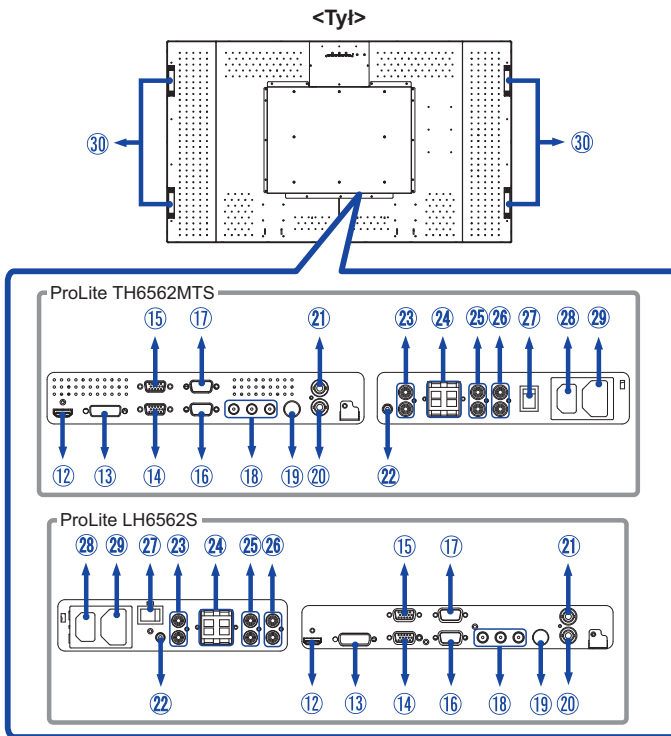 <Tył>
㉚ ㉚
ProLite TH6562MTS
⑮ ⑰ ㉑ ㉓ ㉔ ㉕ ㉖ ㉗ ㉘ ㉙
⑫ ⑬ ⑭ ⑯ ⑱ ⑲ ⑳ ㉒
ProLite LH6562S
㉘ ㉙ ㉗ ㉓ ㉔ ㉕ ㉖ ⑮ ⑰ ㉑
㉒ ⑫ ⑬ ⑭ ⑯ ⑱ ⑲ ⑳